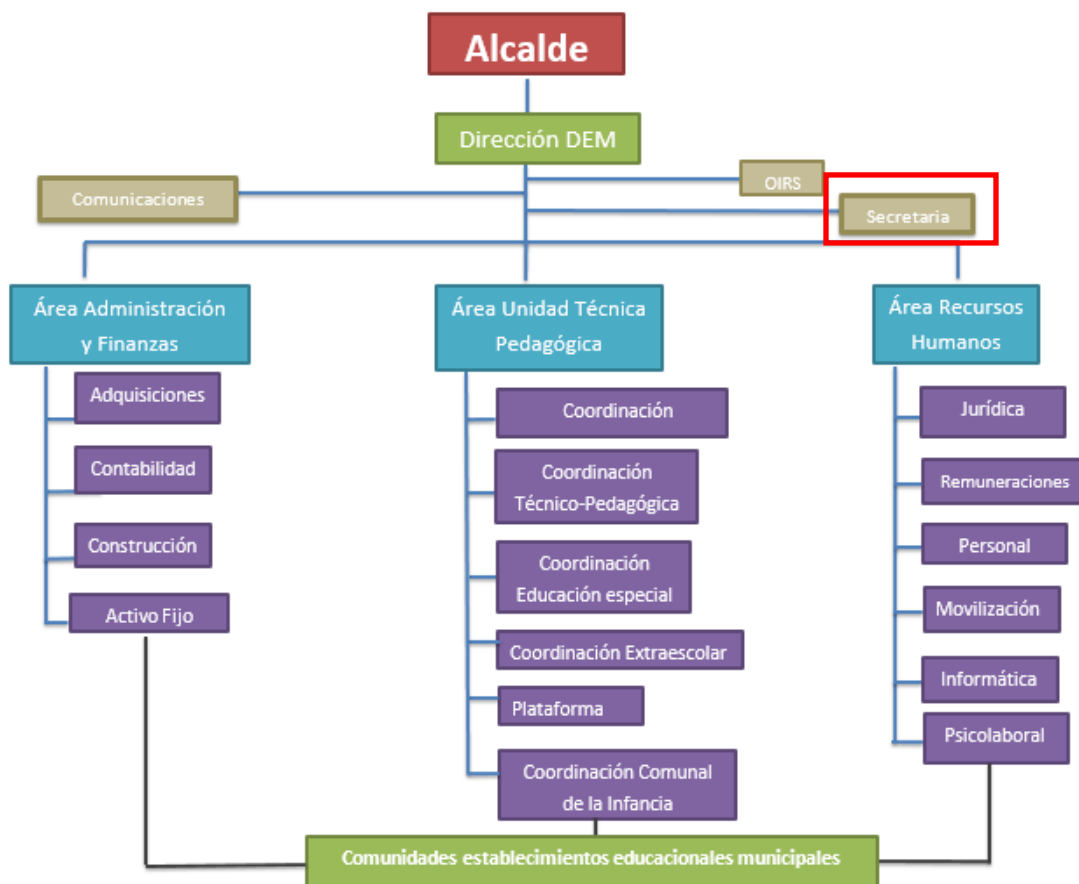 Alcalde
Dirección DEM
OIRS
Comunicaciones
Secretaria
Área Administración
y Finanzas
Adquisiciones
Contabilidad
Construcción
Activo Fijo
Área Unidad Técnica
Pedagógica
Coordinación
Coordinación
Técnico-Pedagógica
Coordinación
Educación especial
Coordinación Extraescolar
Plataforma
Coordinación Comunal
de la Infancia
Área Recursos
Humanos
Jurídica
Remuneraciones
Personal
Movilización
Informática
Psicolaboral
Comunidades establecimientos educacionales municipales